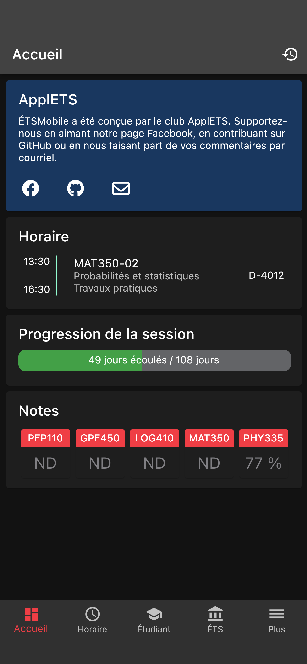 Accueil
ApplETS
ÉTSMobile a été conçue par le club ApplETS. Supportez-
nous en aimant notre page Facebook, en contribuant sur
GitHub ou en nous faisant part de vos commentaires par
courriel.
Horaire
13:30
MAT350-02
Probabilités et statistiques
D-4012
16:30
Travaux pratiques
Progression de la session
49 jours écoulés / 108 jours
Notes
PEP110 GPE450 LOG410 MAT350 PHY335
ND ND ND ND 77 %
Accueil Horaire Étudiant ÉTS Plus